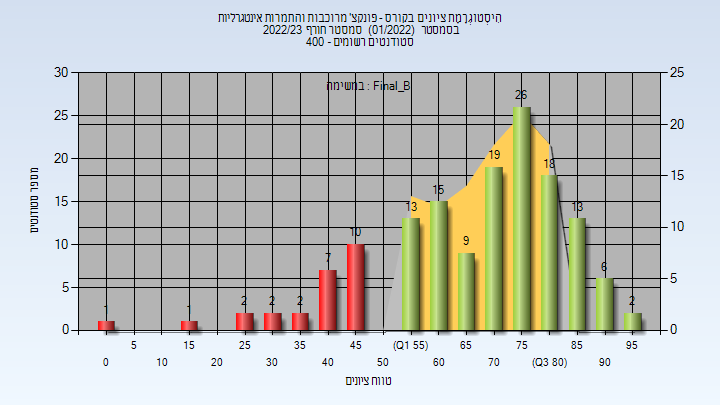 היסטוגרמת ציונים בקורס - פונקצ' מרוכבות והתמרות אינטגרליות
בסמסטר (01/2022) סמסטר חורף 2022/23
סטודנטים רשומים - 400
במשימה : Final_B
30 25 20 15 10 5 0
מספר סטודנטים
25 20 15 10 5 0
1 1 2 2 2 7 10 13 15 9 19 26 18 13 6 2
5 15 25 35 45 (Q1 55) 65 75 85 95
0 10 20 30 40 50 60 70 (Q3 80) 90
טווח ציונים